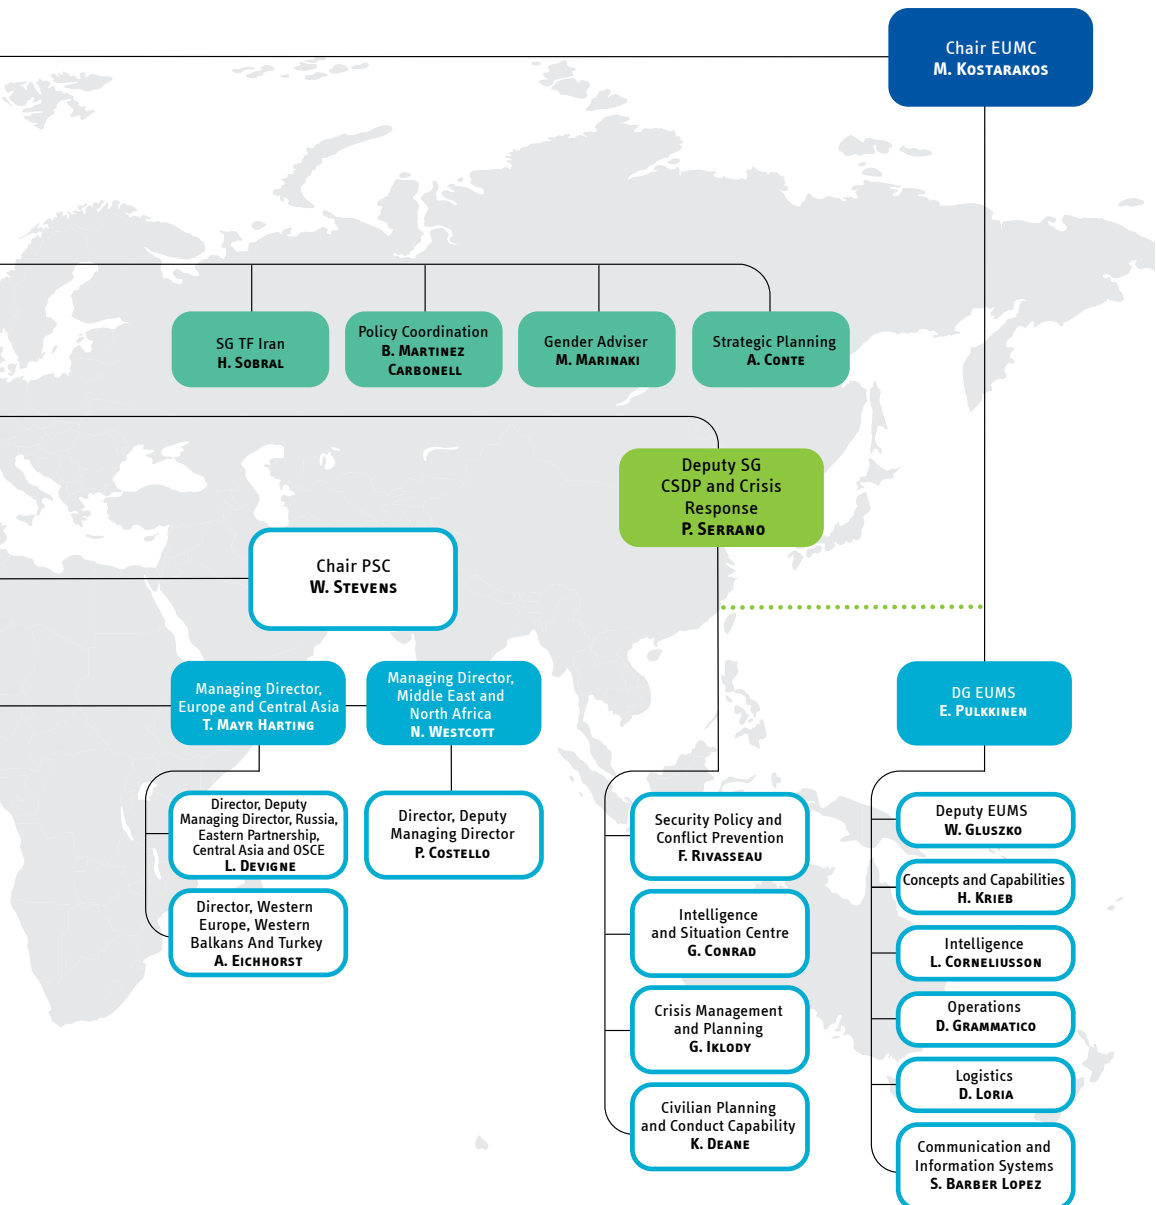 Chair EUMC
M. Kostarakos
SG TF Iran
H. Sobral
Policy Coordination
B. Martinez
Carbonell
Gender Adviser
M. Marinaki
Strategic Planning
A. Conte
Deputy SG
CSDP and Crisis
Response
P. Serrano
Chair PSC
W. Stevens
Managing Director,
Europe and Central Asia
T. Mayr Harting
Managing Director,
Middle East and
North Africa
N. Westcott
DG EUMS
E. Pulkkinen
Director, Deputy
Managing Director, Russia,
Eastern Partnership,
Central Asia and OSCE
L. Devigne
Director, Western
Europe, Western
Balkans And Turkey
A. Eichhorst
Director, Deputy
Managing Director
P. Costello
Security Policy and
Conflict Prevention
F. Rivasseau
Intelligence
and Situation Centre
G. Conrad
Crisis Management
and Planning
G. Iklody
Civilian Planning
and Conduct Capability
K. Deane
Deputy EUMS
W. Gluszko
Concepts and Capabilities
H. Krieb
Intelligence
L. Corneliusson
Operations
D. Grammatico
Logistics
D. Loria
Communication and
Information Systems
S. Barber Lopez